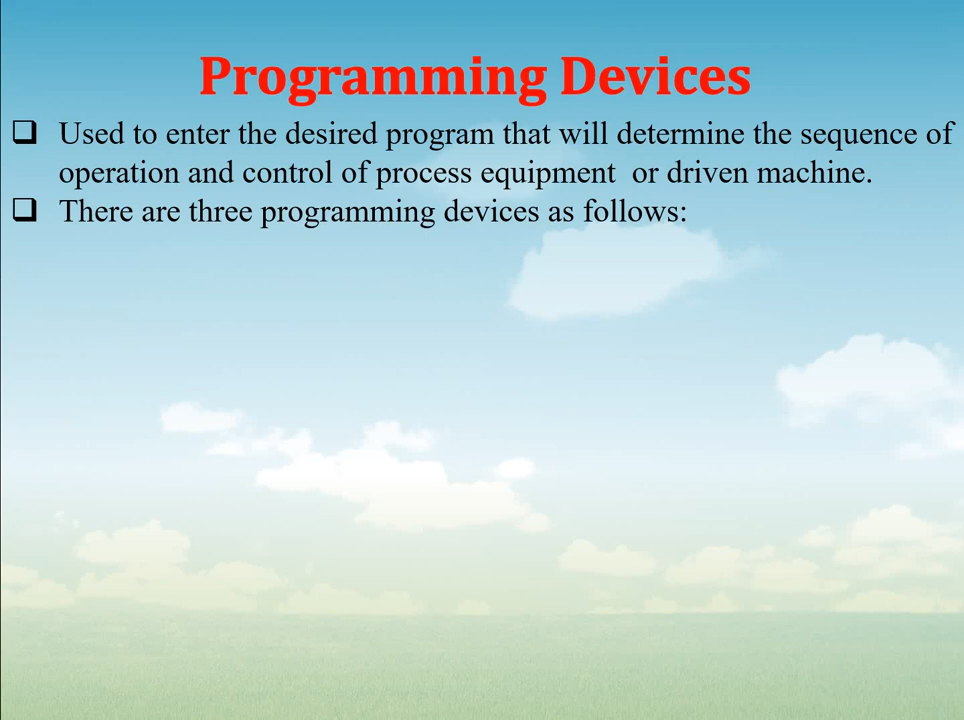 Programming Devices
❑ Used to enter the desired program that will determine the sequence of
operation and control of process equipment  or driven machine.
❑ There are three programming devices as follows: